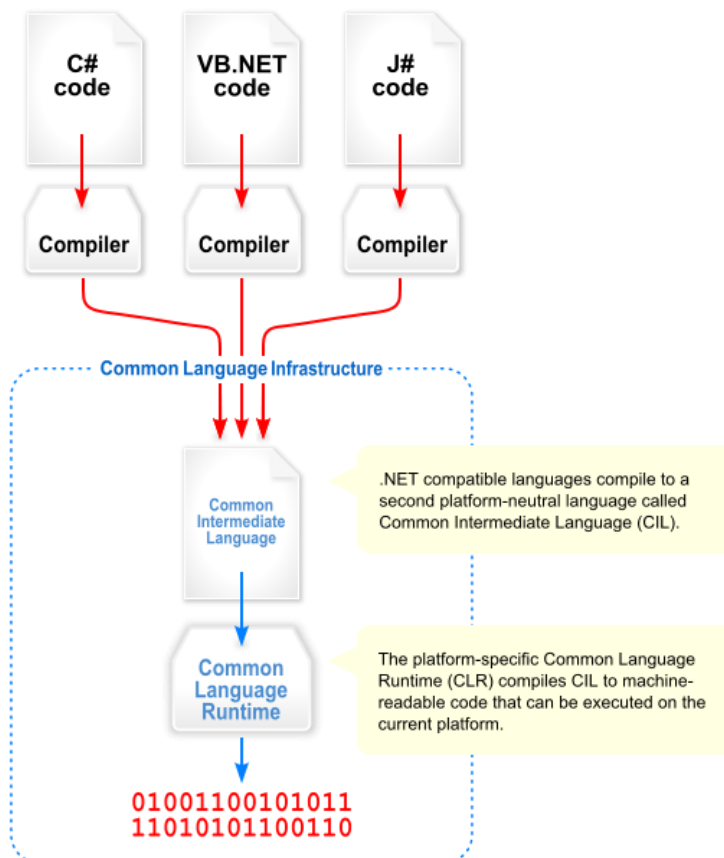 C#
code
VB.NET
code
J#
code
Compiler
Compiler
Compiler
Common Language Infrastructure
Common
Intermediate
Language
.NET compatible languages compile to a
second platform-neutral language called
Common Intermediate Language (CIL).
Common
Language
Runtime
The platform-specific Common Language
Runtime (CLR) compiles CIL to machine-
readable code that can be executed on the
current platform.
01001100101011
11010101100110